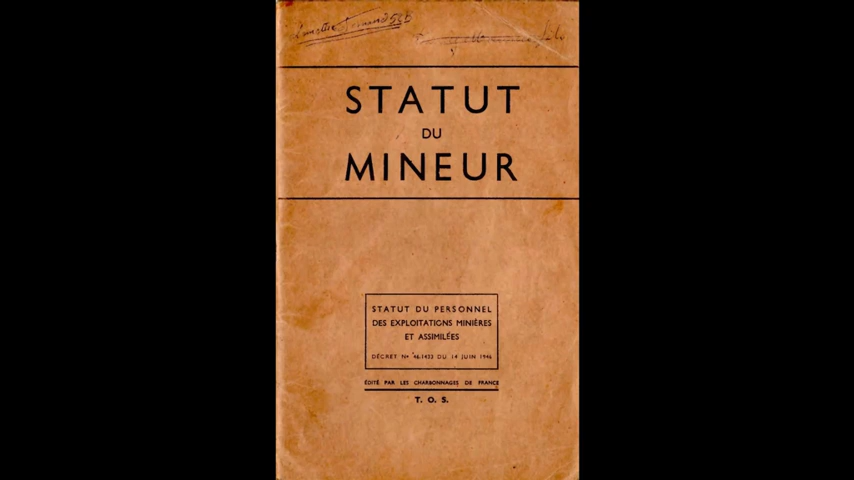 STATUT
DU
MINEUR
STATUT DU PERSONNEL
DES EXPLOITATIONS MINIÈRES
ET ASSIMILÉES
DÉCRET Nº 46-1433 DU 14 JUIN 1946
ÉDITÉ PAR LES CHARBONNAGES DE FRANCE
T. O. S.